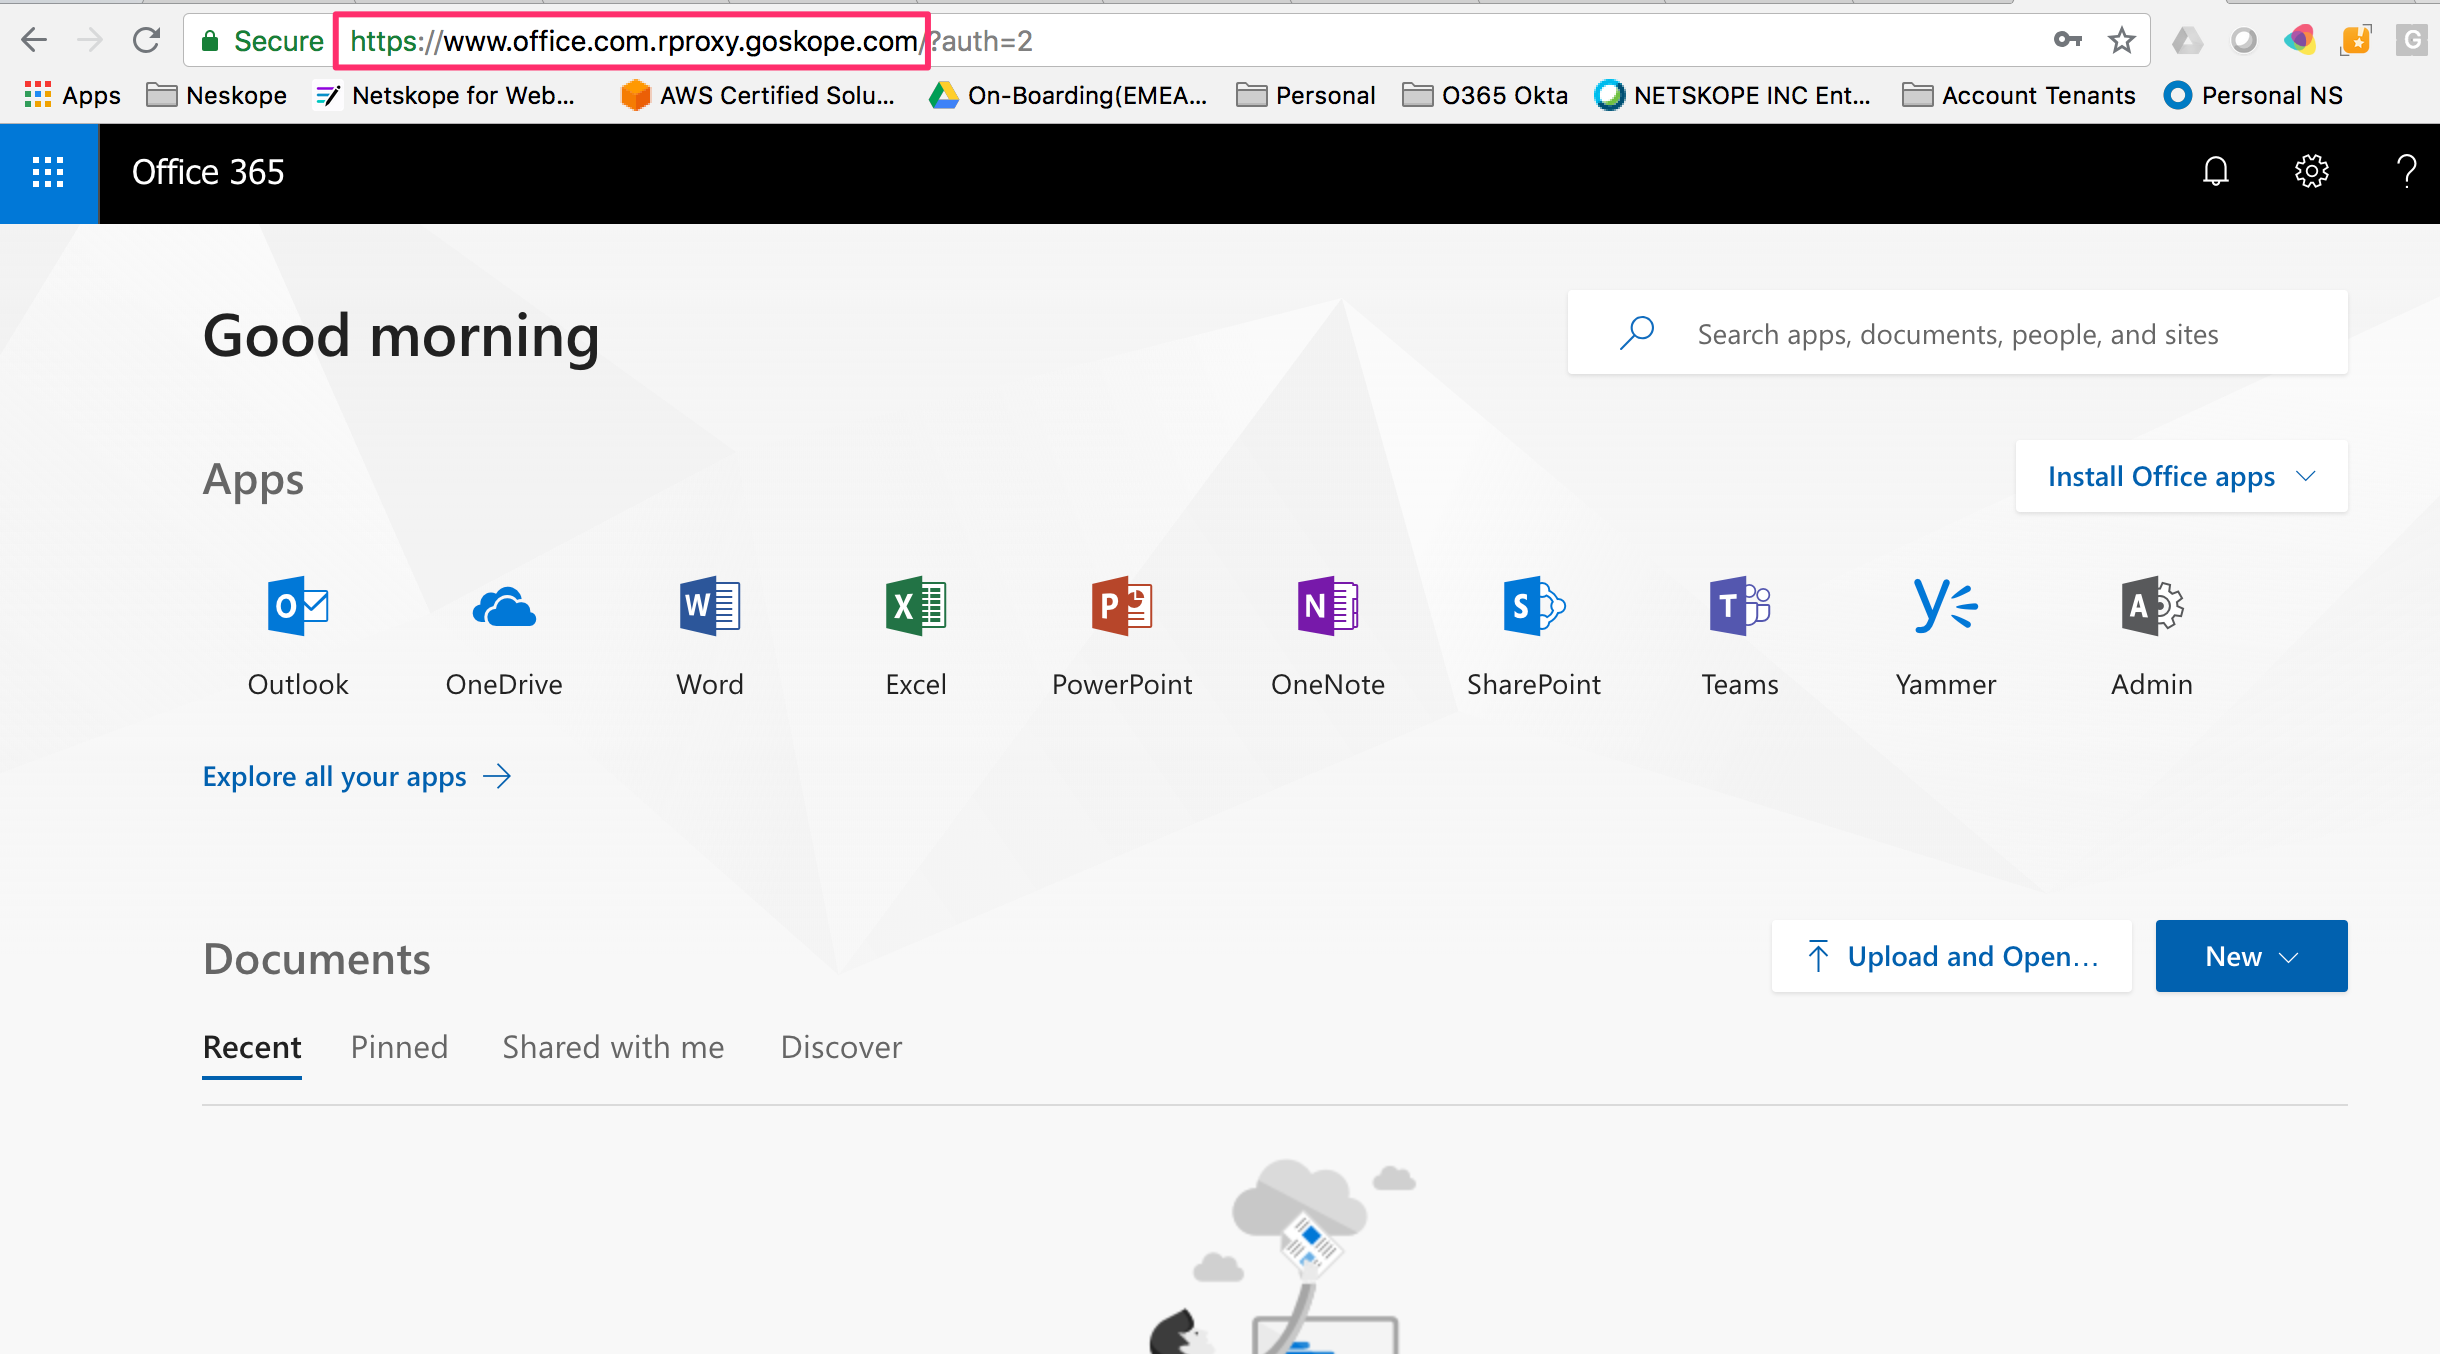 Secure https://www.office.com.rproxy.goskope.com/?auth=2
G
Apps Neskope Netskope for Web... AWS Certified Solu... On-Boarding(EMEA... Personal O365 Okta NETSKOPE INC Ent... Account Tenants Personal NS
Office 365 ?
Good morning
Search apps, documents, people, and sites
Apps
Install Office apps
O W X P N S T A
Outlook OneDrive Word Excel PowerPoint OneNote SharePoint Teams Yammer Admin
Explore all your apps
Documents
Upload and Open... New
Recent Pinned Shared with me Discover